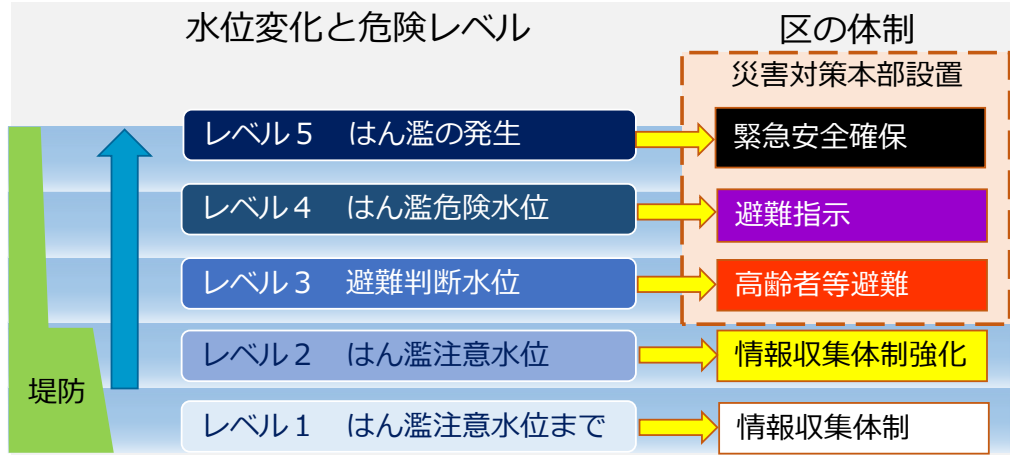 水位変化と危険レベル
区の体制
災害対策本部設置
レベル5 はん濫の発生
緊急安全確保
レベル4 はん濫危険水位
避難指示
レベル3 避難判断水位
高齢者等避難
レベル2 はん濫注意水位
情報収集体制強化
堤防
レベル1 はん濫注意水位まで
情報収集体制